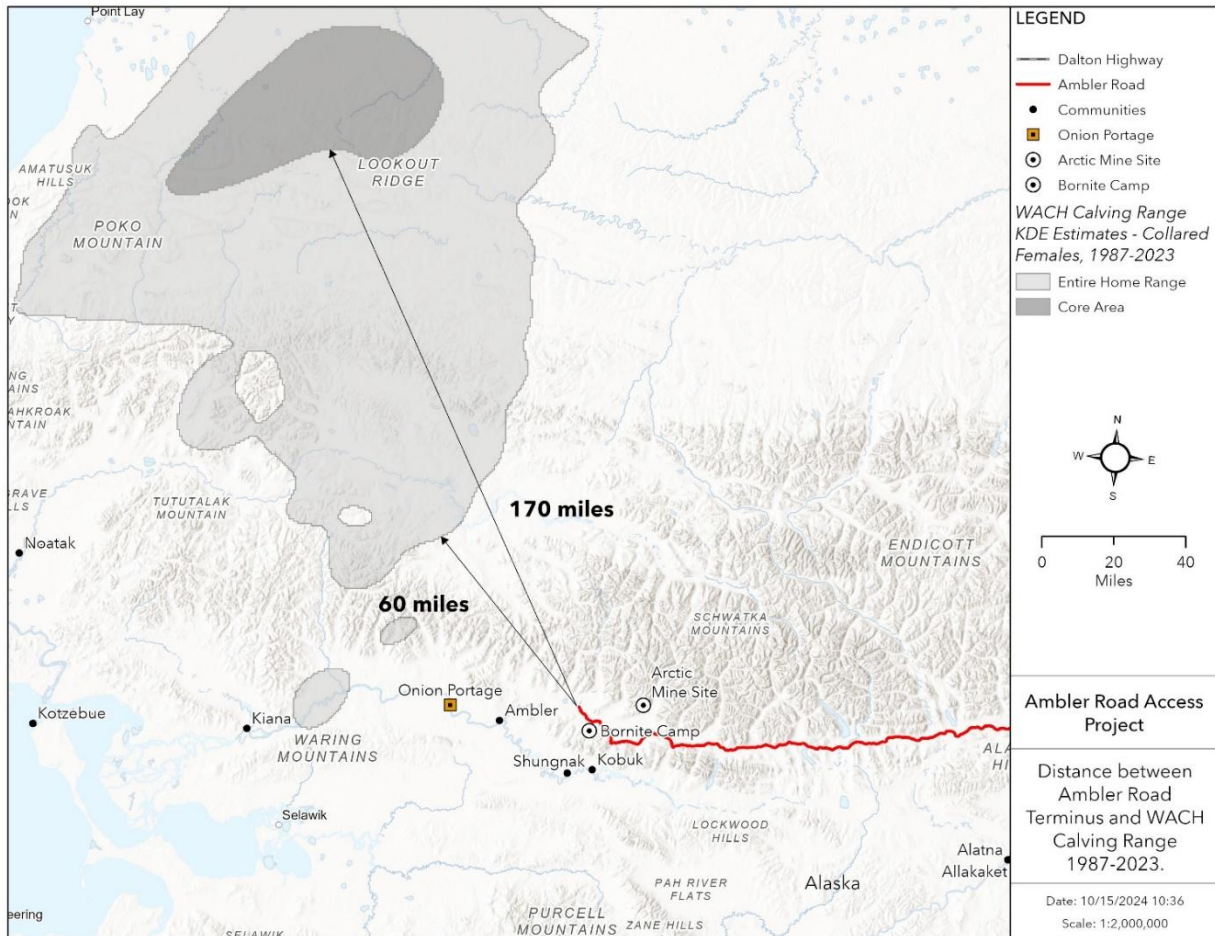 Point Lay
AMATUSUK
HILLS
LOOKOUT
RIDGE
POKO
MOUNTAIN
170 miles
TUTUTALAK
MOUNTAIN
Noatak
ENDICOTT
MOUNTAINS
60 miles
SCHWATKA
MOUNTAINS
Arctic
Mine Site
Onion Portage
Ambler
Kotzebue
Kiana
Bornite Camp
WARING
MOUNTAINS
Shungnak
Kobuk
Selawik
LOCKWOOD
HILLS
Alatna
Allakaket
PAH RIVER
FLATS
Alaska
eering
PURCELL
MOUNTAINS
ZANE HILLS
SELAWIK
LEGEND
Dalton Highway
Ambler Road
Communities
Onion Portage
Arctic Mine Site
Bornite Camp
WACH Calving Range
KDE Estimates - Collared
Females, 1987-2023
Entire Home Range
Core Area
N
W E
S
0 20 40
Miles
Ambler Road Access
Project
Distance between
Ambler Road
Terminus and WACH
Calving Range
1987-2023.
Date: 10/15/2024 10:36
Scale: 1:2,000,000